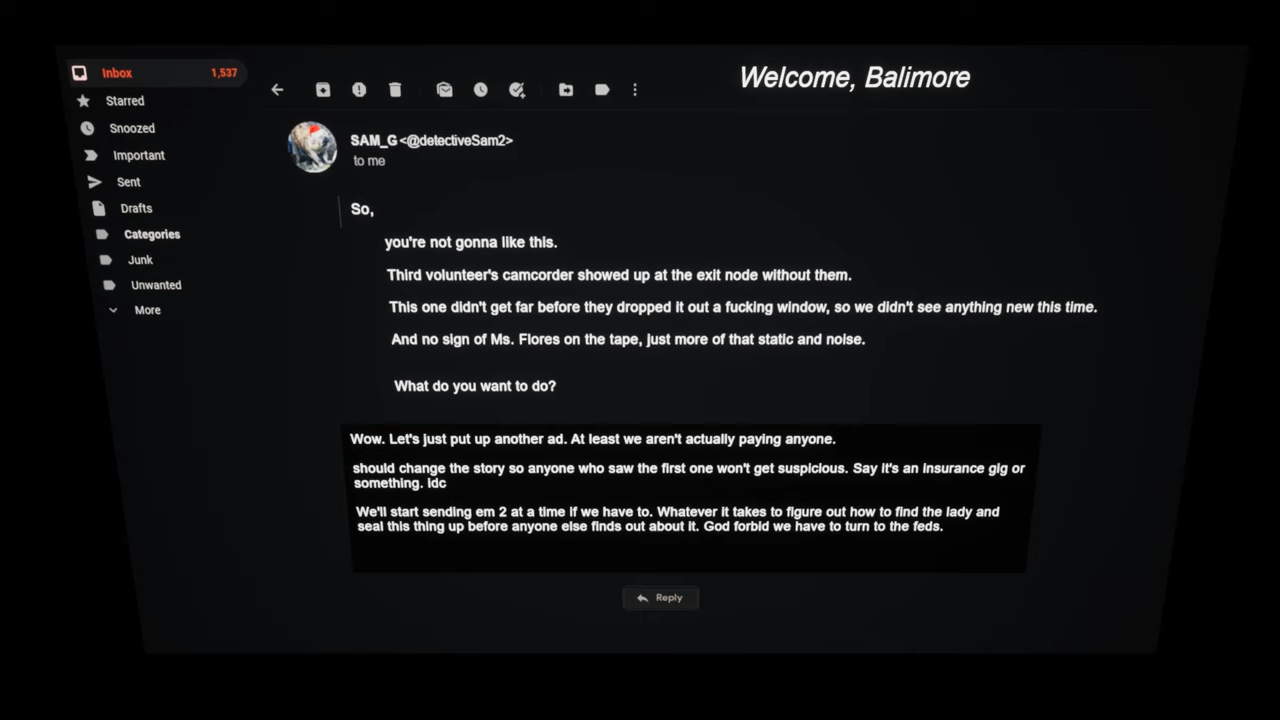 Welcome, Balimore
Inbox 1,537
Starred
Snoozed
Important
Sent
Drafts
Categories
Junk
Unwanted
More
SAM_G <@detectiveSam2>
to me
So,
you're not gonna like this.
Third volunteer's camcorder showed up at the exit node without them.
This one didn't get far before they dropped it out a fucking window, so we didn't see anything new this time.
And no sign of Ms. Flores on the tape, just more of that static and noise.
What do you want to do?
Wow. Let's just put up another ad. At least we aren't actually paying anyone.
should change the story so anyone who saw the first one won't get suspicious. Say it's an insurance gig or
something. idc
We'll start sending em 2 at a time if we have to. Whatever it takes to figure out how to find the lady and
seal this thing up before anyone else finds out about it. God forbid we have to turn to the feds.
Reply